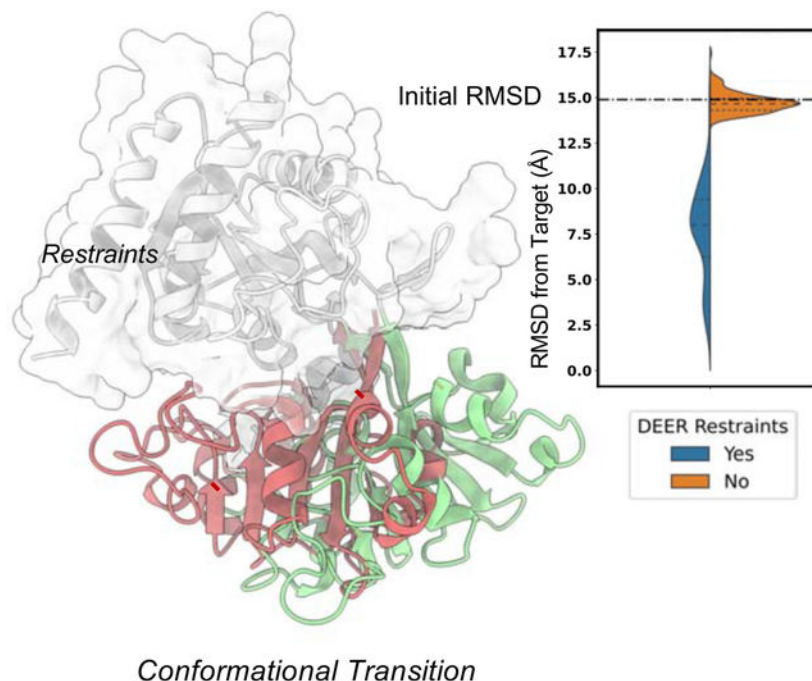 Initial RMSD
Restraints
RMSD from Target (Å)
17.5
15.0
12.5
10.0
7.5
5.0
2.5
0.0
DEER Restraints
Yes
No
Conformational Transition